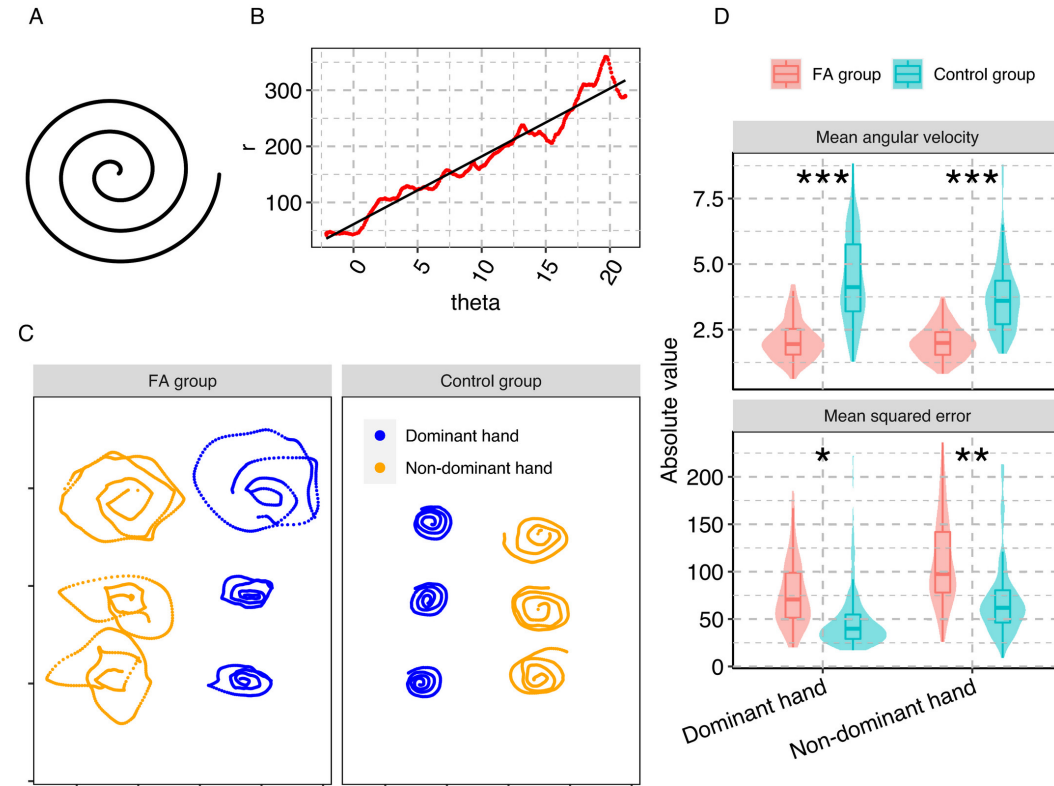 A
B
r
300
200
100
0
5
10
15
20
theta
C
FA group
Control group
Dominant hand
Non-dominant hand
D
FA group
Control group
Absolute value
Mean angular velocity
***
***
7.5
5.0
2.5
Mean squared error
*
**
200
150
100
50
0
Dominant hand
Non-dominant hand